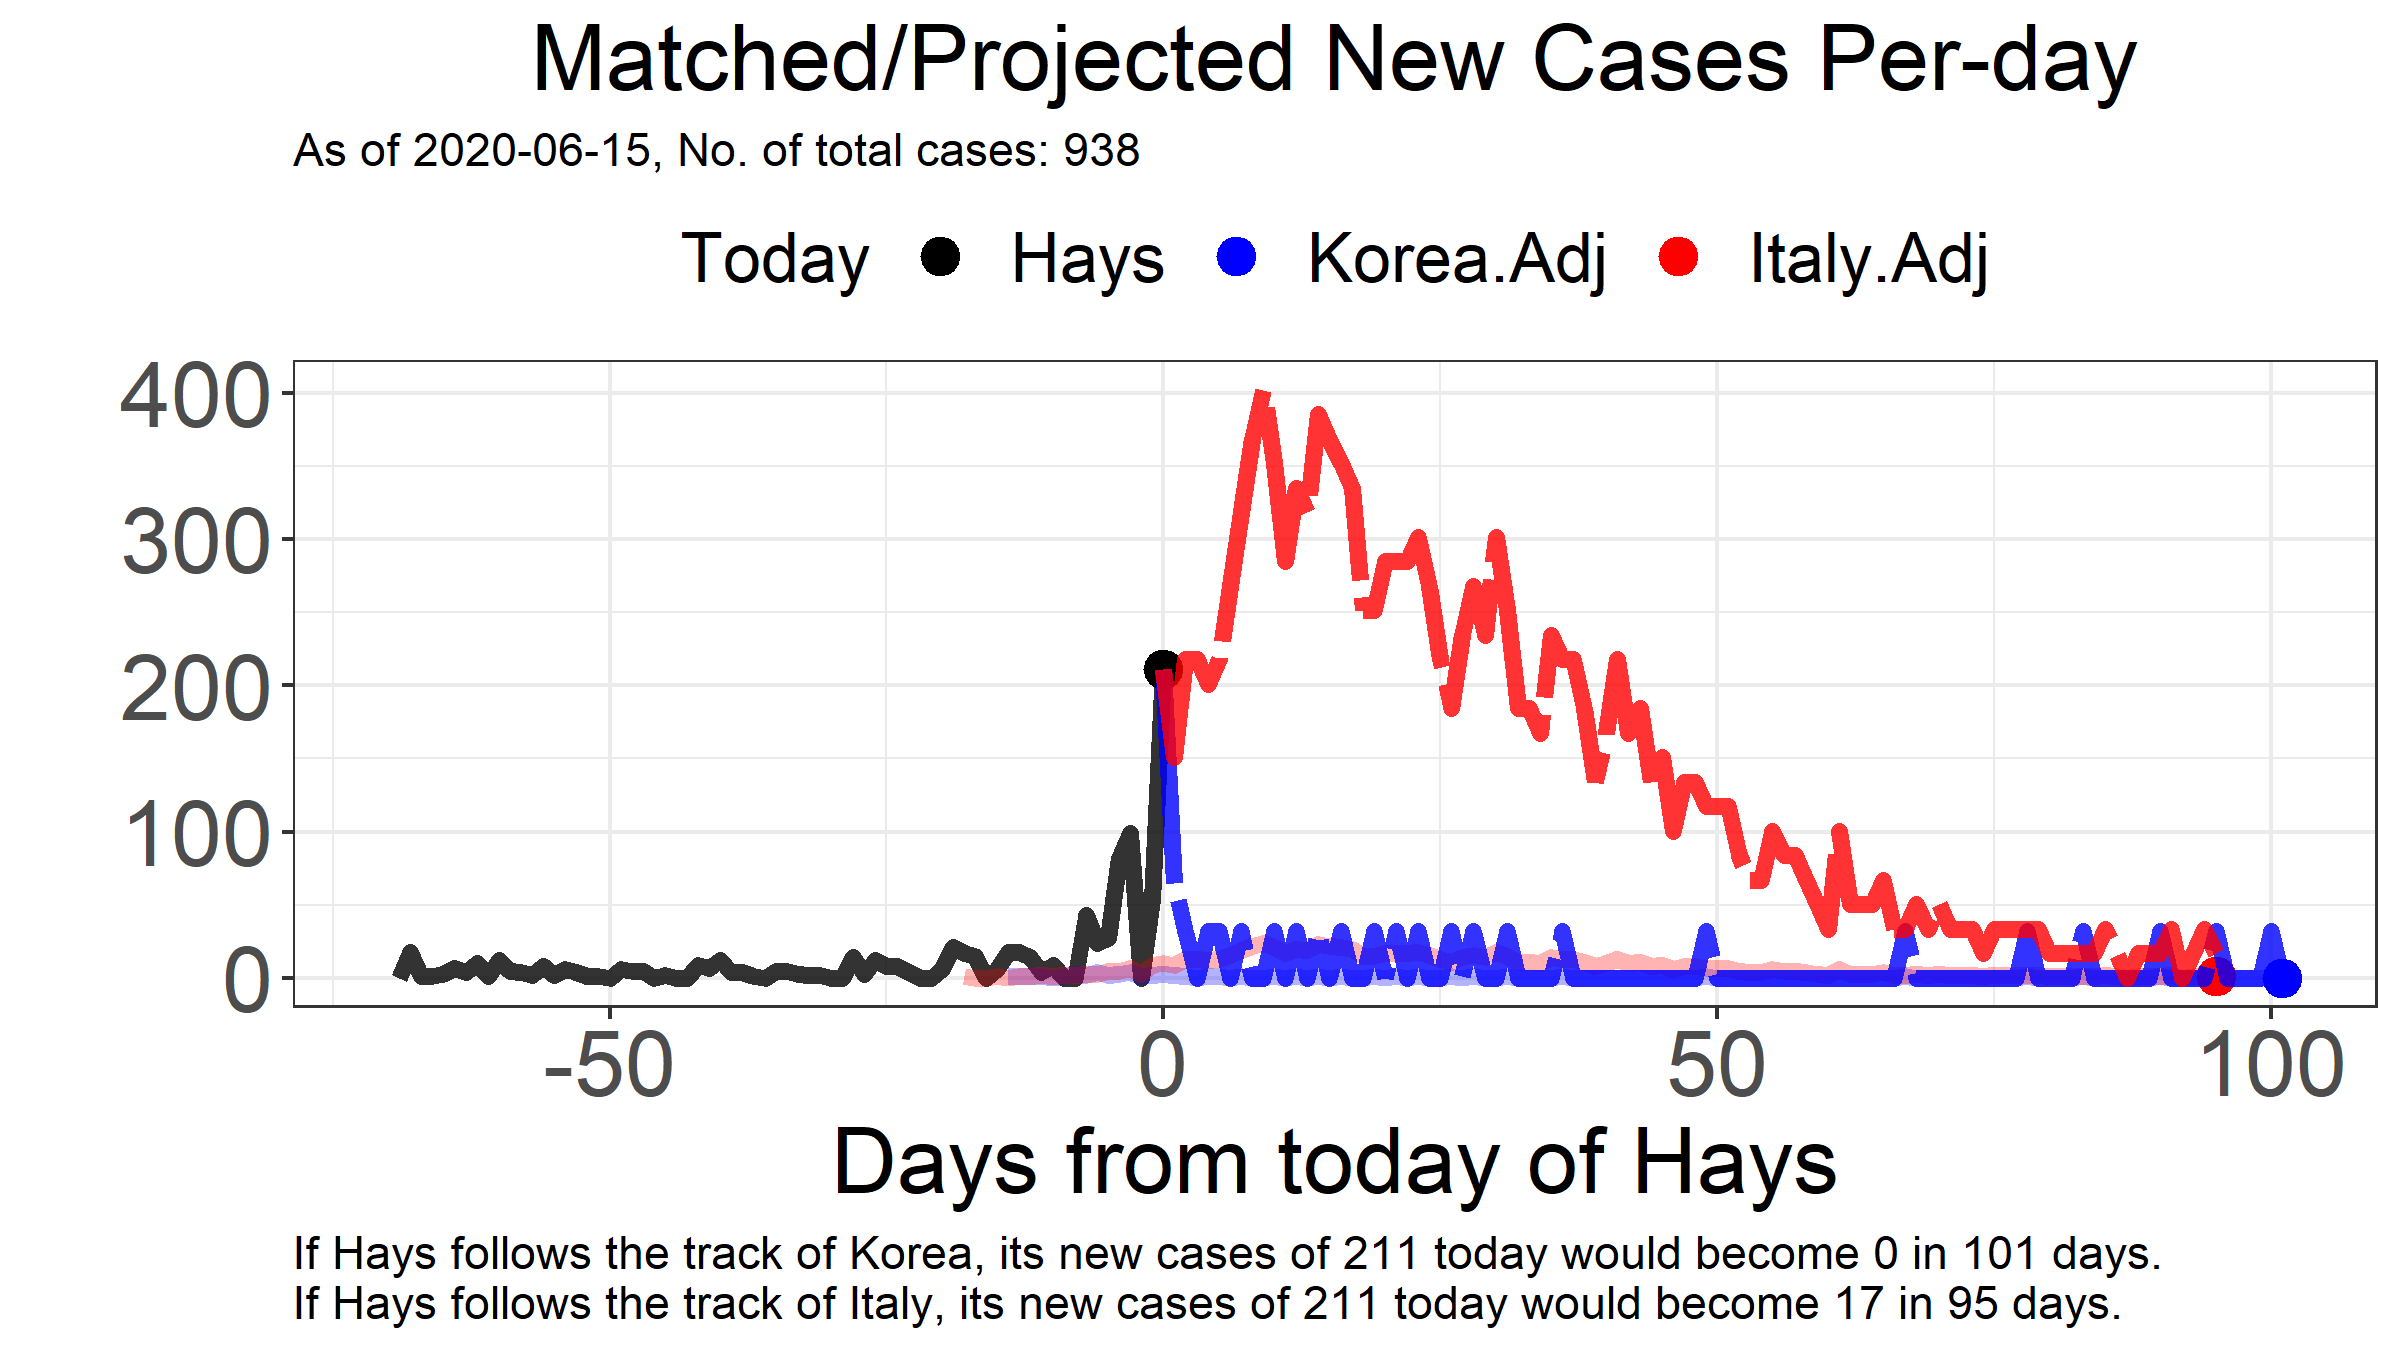 Matched/Projected New Cases Per-day
As of 2020-06-15, No. of total cases: 938
Today Hays Korea.Adj Italy.Adj
400
300
200
100
0
-50 0 50 100
Days from today of Hays
If Hays follows the track of Korea, its new cases of 211 today would become 0 in 101 days.
If Hays follows the track of Italy, its new cases of 211 today would become 17 in 95 days.